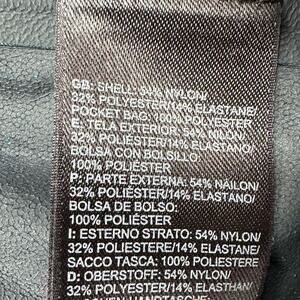 GB: SHELL: 54% NYLON/
32% POLYESTER/14% ELASTANE/
POCKET BAG: 100% POLYESTER
E: TELA EXTERIOR: 54% NILON/
32% POLIÉSTER/14% ELASTAN/
BOLSA CON BOLSILLO:
100% POLIÉSTER
P: PARTE EXTERNA: 54% NÁILON/
32% POLIÉSTER/14% ELASTANO/
BOLSA DE BOLSO:
100% POLIÉSTER
I: ESTERNO STRATO: 54% NYLON/
32% POLIESTERE/14% ELASTAN/
SACCO TASCA: 100% POLIESTERE
D: OBERSTOFF: 54% NYLON/
32% POLYESTER/14% ELASTHAN/